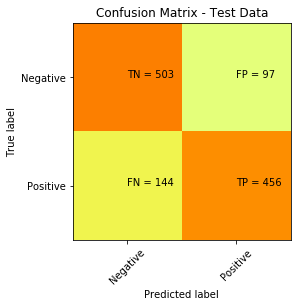 Confusion Matrix - Test Data
True label
Negative
TN = 503
FP = 97
Positive
FN = 144
TP = 456
Negative
Positive
Predicted label